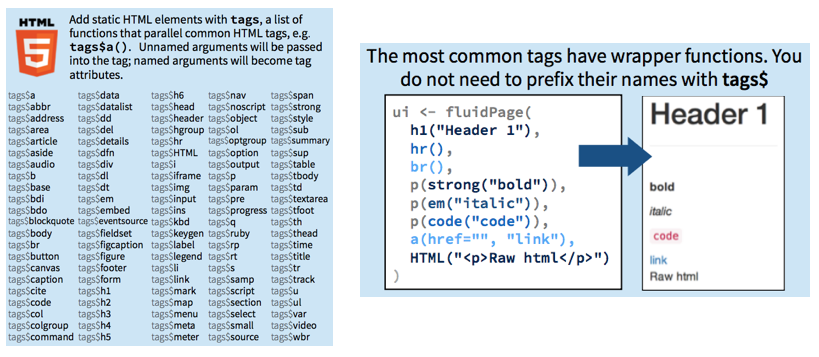 HTML
5
Add static HTML elements with tags, a list of
functions that parallel common HTML tags, e.g.
tags$a(). Unnamed arguments will be passed
into the tag; named arguments will become tag
attributes.
tags$a tags$data tags$h6 tags$nav tags$span
tags$abbr tags$datalist tags$head tags$noscript tags$strong
tags$address tags$dd tags$header tags$object tags$style
tags$area tags$del tags$hgroup tags$ol tags$sub
tags$article tags$details tags$hr tags$optgroup tags$summary
tags$aside tags$dfn tags$HTML tags$option tags$sup
tags$audio tags$div tags$i tags$output tags$table
tags$b tags$dl tags$iframe tags$p tags$tbody
tags$base tags$dt tags$img tags$param tags$td
tags$bdi tags$em tags$input tags$pre tags$textarea
tags$bdo tags$embed tags$ins tags$progress tags$tfoot
tags$blockquote tags$eventsource tags$kbd tags$q tags$th
tags$body tags$fieldset tags$keygen tags$ruby tags$thead
tags$br tags$figcaption tags$label tags$rp tags$time
tags$button tags$figure tags$legend tags$rt tags$title
tags$canvas tags$footer tags$li tags$s tags$tr
tags$caption tags$form tags$link tags$samp tags$track
tags$cite tags$h1 tags$mark tags$script tags$u
tags$code tags$h2 tags$map tags$section tags$ul
tags$col tags$h3 tags$menu tags$select tags$var
tags$colgroup tags$h4 tags$meta tags$small tags$video
tags$command tags$h5 tags$meter tags$source tags$wbr
The most common tags have wrapper functions. You
do not need to prefix their names with tags$
ui <- fluidPage(
h1("Header 1"),
hr(),
br(),
p(strong("bold")),
p(em("italic")),
p(code("code")),
a(href="", "link"),
HTML("<p>Raw html</p>")
)
Header 1
bold
italic
code
link
Raw html